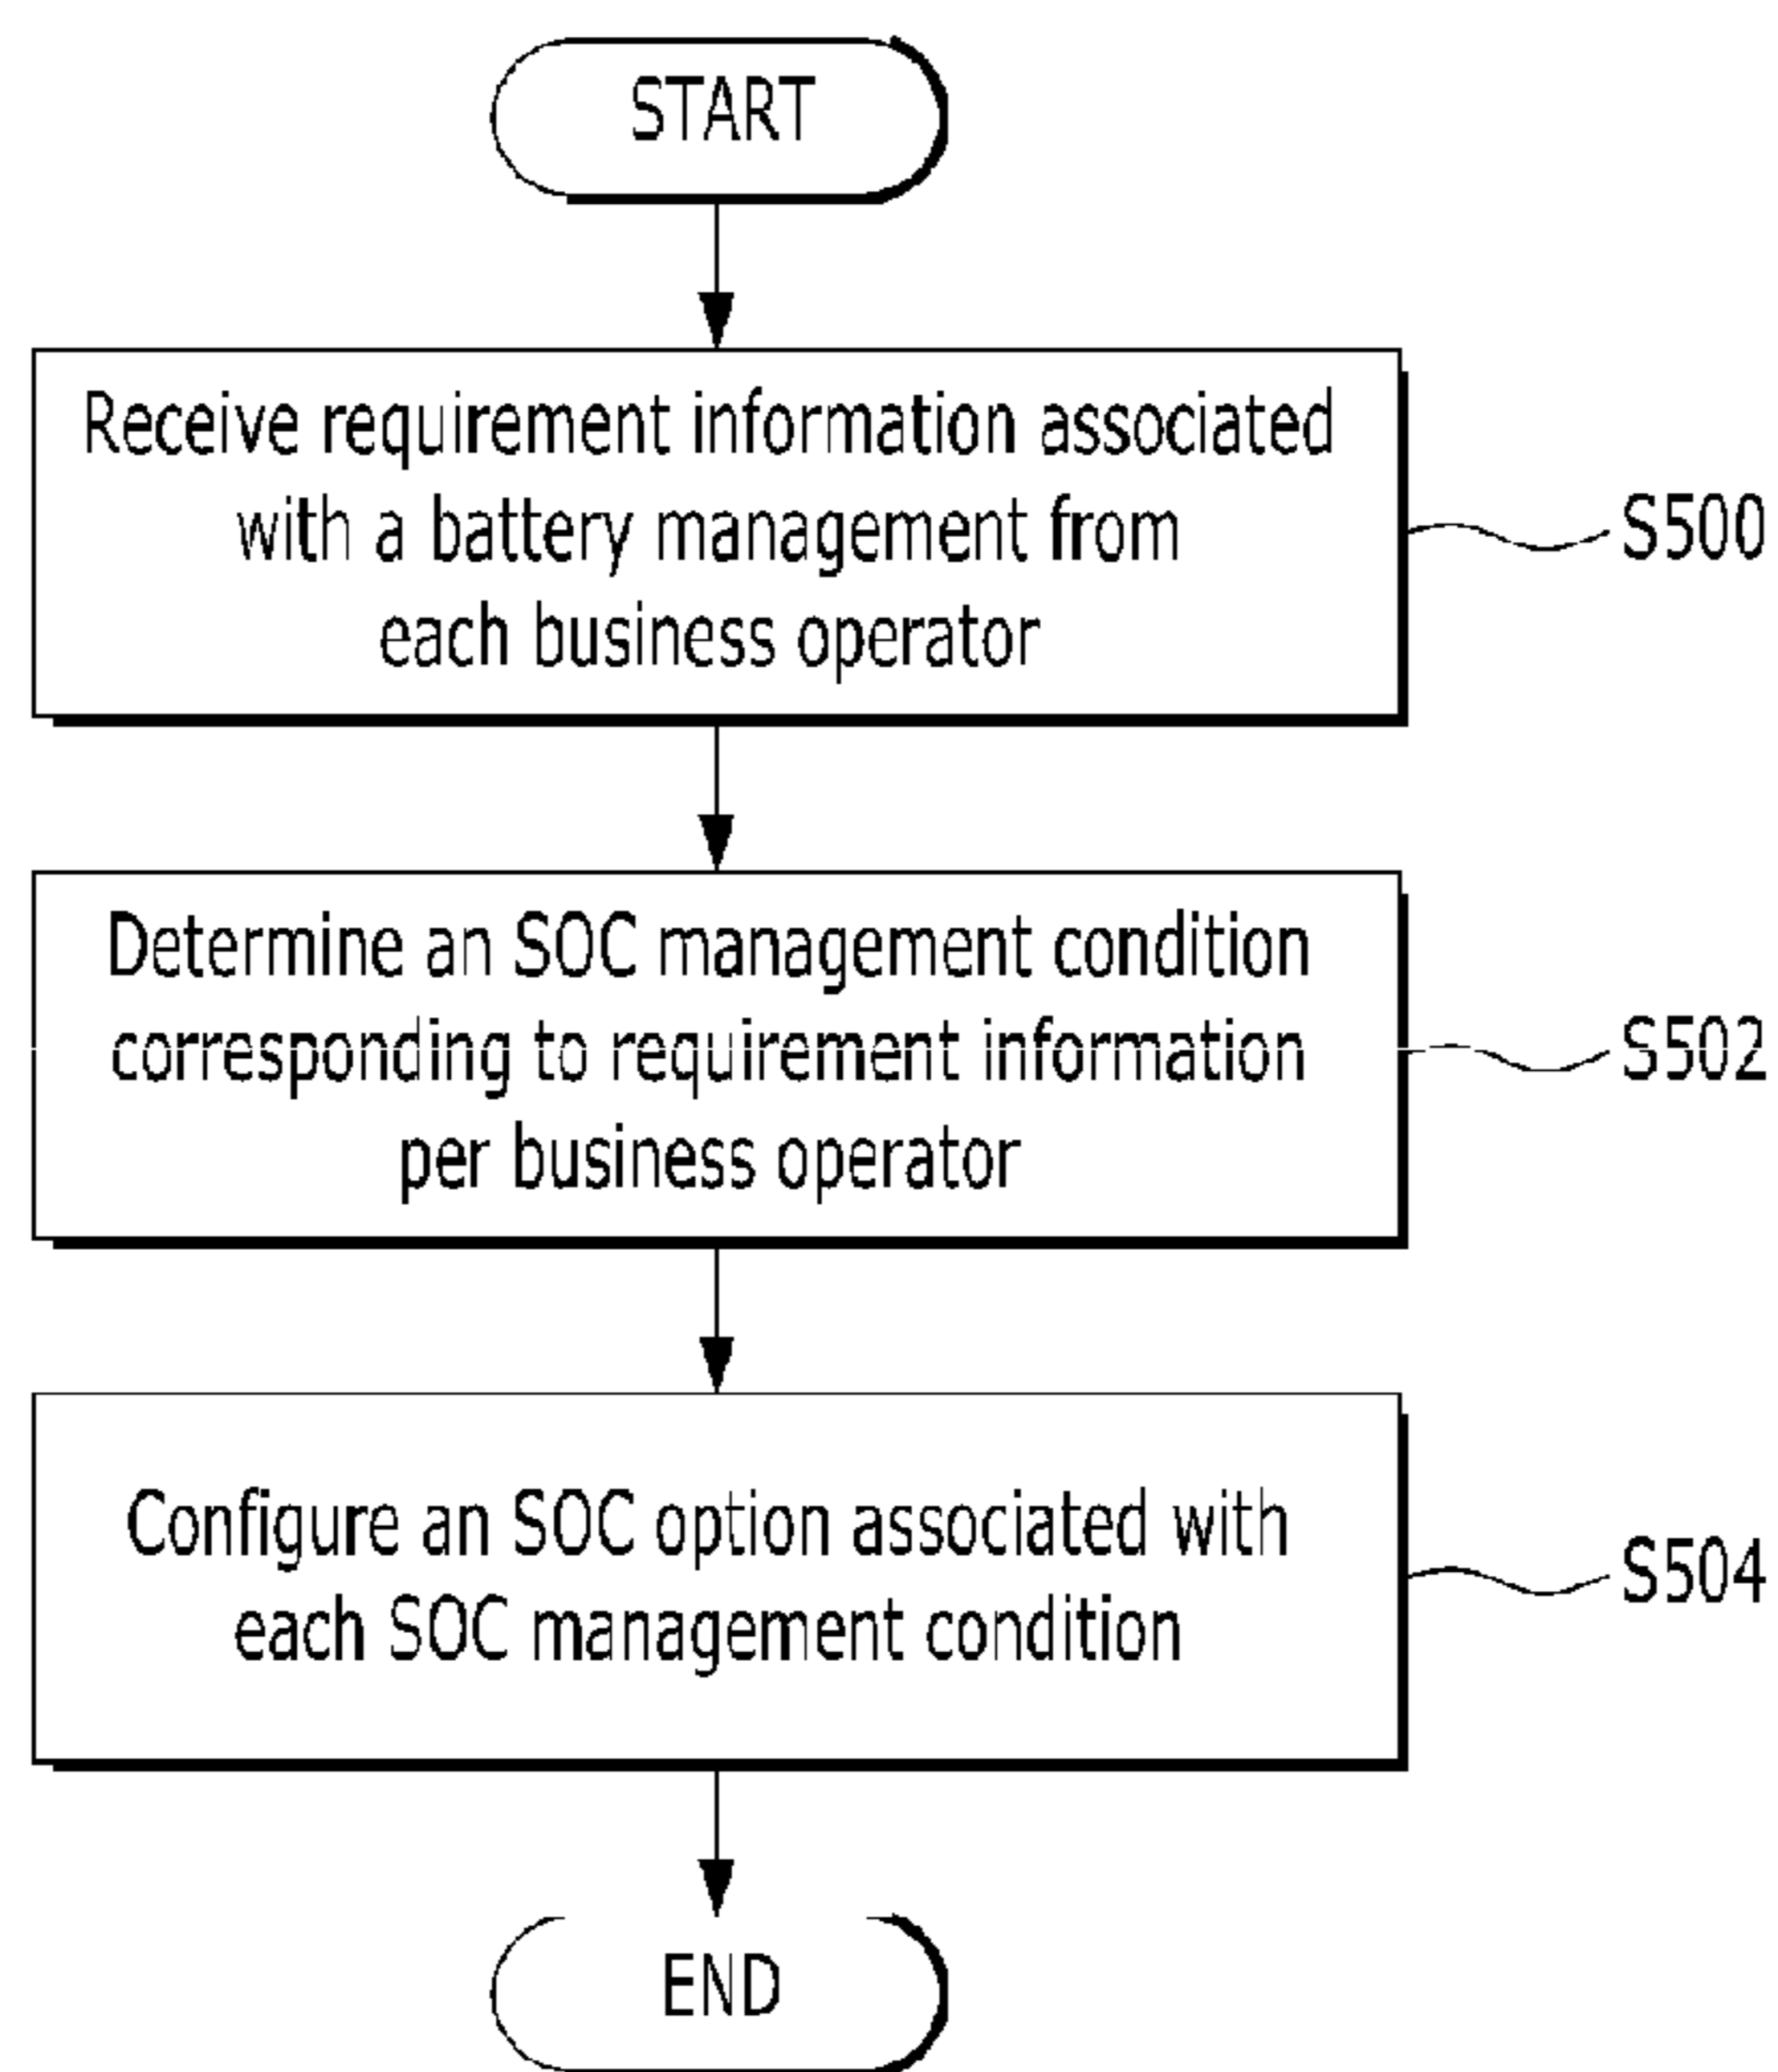 START
Receive requirement information associated
with a battery management from
each business operator
S500
Determine an SOC management condition
corresponding to requirement information
per business operator
S502
Configure an SOC option associated with
each SOC management condition
S504
END